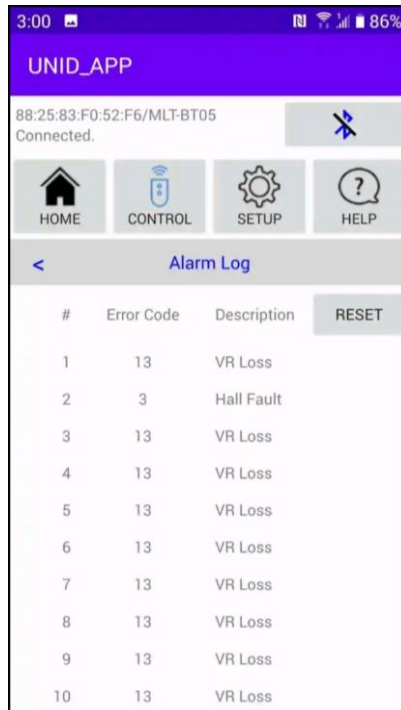 3:00 86%
UNID_APP
88:25:83:F0:52:F6/MLT-BT05
Connected.
HOME CONTROL SETUP HELP
< Alarm Log
# Error Code Description RESET
1 13 VR Loss
2 3 Hall Fault
3 13 VR Loss
4 13 VR Loss
5 13 VR Loss
6 13 VR Loss
7 13 VR Loss
8 13 VR Loss
9 13 VR Loss
10 13 VR Loss